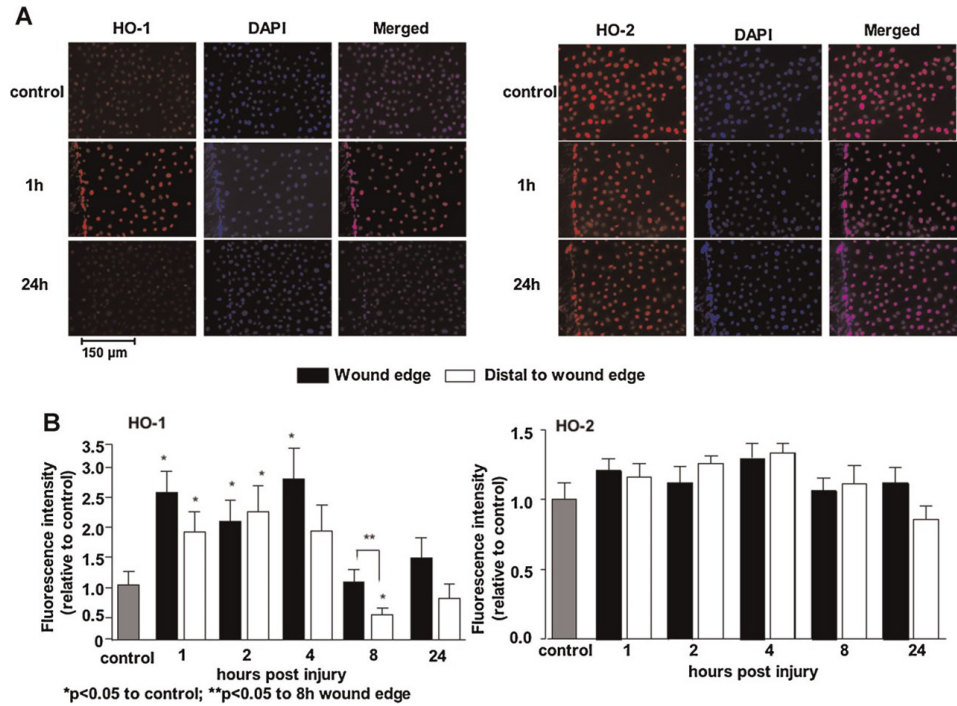 A
HO-1 DAPI Merged
HO-2 DAPI Merged
control
1h
24h
control
1h
24h
150 µm
Wound edge Distal to wound edge
B
HO-1
Fluorescence intensity
(relative to control)
3.5
3.0
2.5
2.0
1.5
1.0
0.5
0
* * * * * ** *
control 1 2 4 8 24
hours post injury
*p<0.05 to control; **p<0.05 to 8h wound edge
HO-2
Fluorescence intensity
(relative to control)
1.5
1.0
0.5
0.0
control 1 2 4 8 24
hours post injury